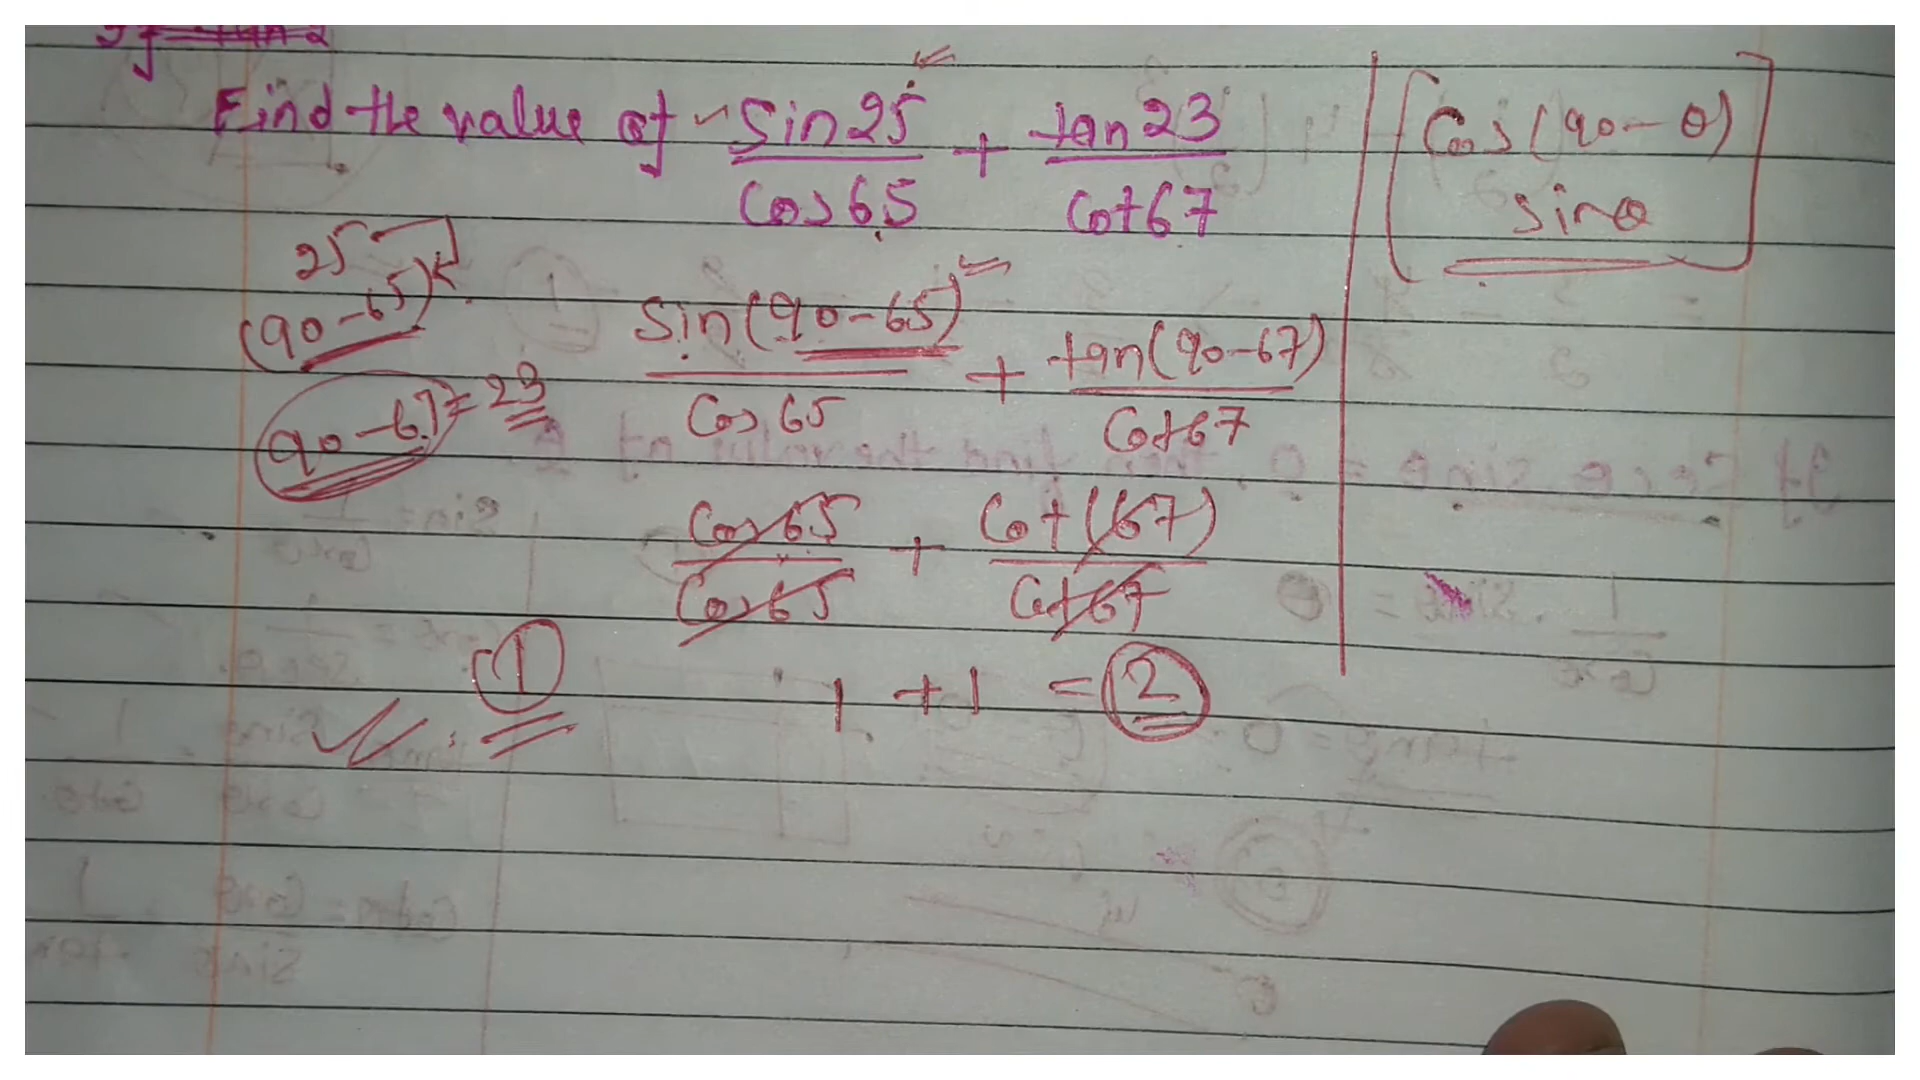 Find the value of sin25/cos65 + tan23/cot67
cos(90-θ)
sinθ
25
(90-65)
sin(90-65)/cos65 + tan(90-67)/cot67
90-67=23
cos65/cos65 + cot(67)/cot67
1
1+1 = 2